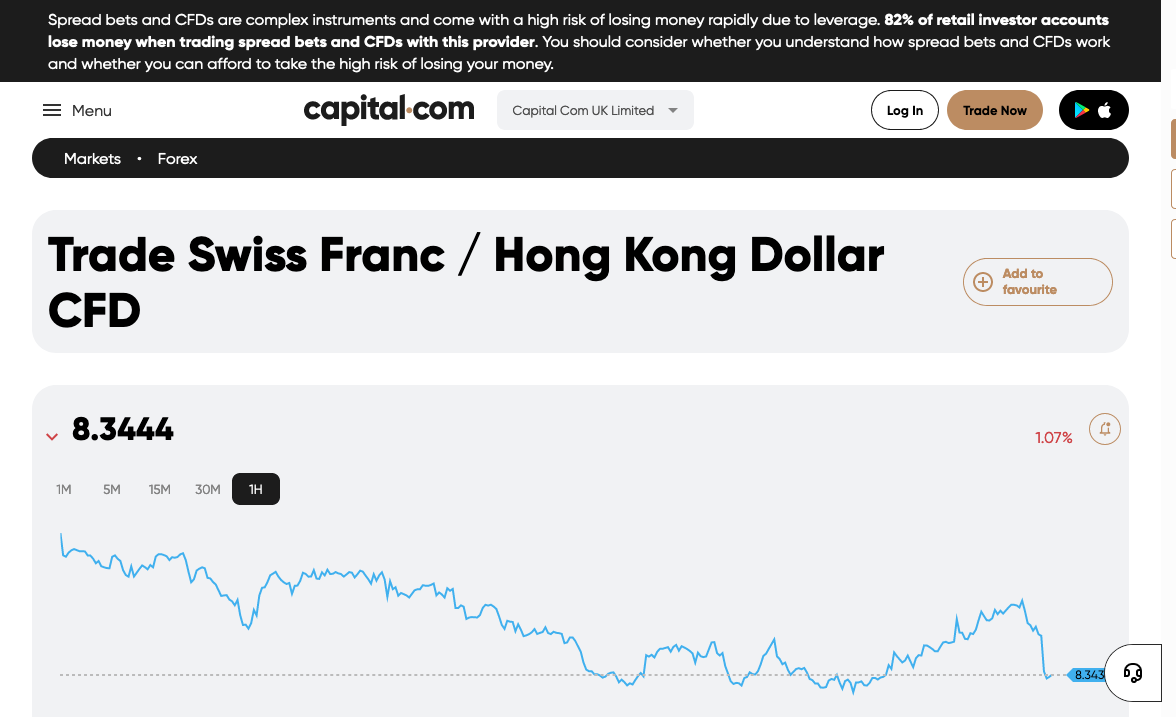 Spread bets and CFDs are complex instruments and come with a high risk of losing money rapidly due to leverage. 82% of retail investor accounts
lose money when trading spread bets and CFDs with this provider. You should consider whether you understand how spread bets and CFDs work
and whether you can afford to take the high risk of losing your money.
Menu
capital.com
Capital Com UK Limited
Log In
Trade Now
Markets • Forex
Trade Swiss Franc / Hong Kong Dollar
CFD
Add to
favourite
8.3444
1.07%
1M 5M 15M 30M 1H
8.343